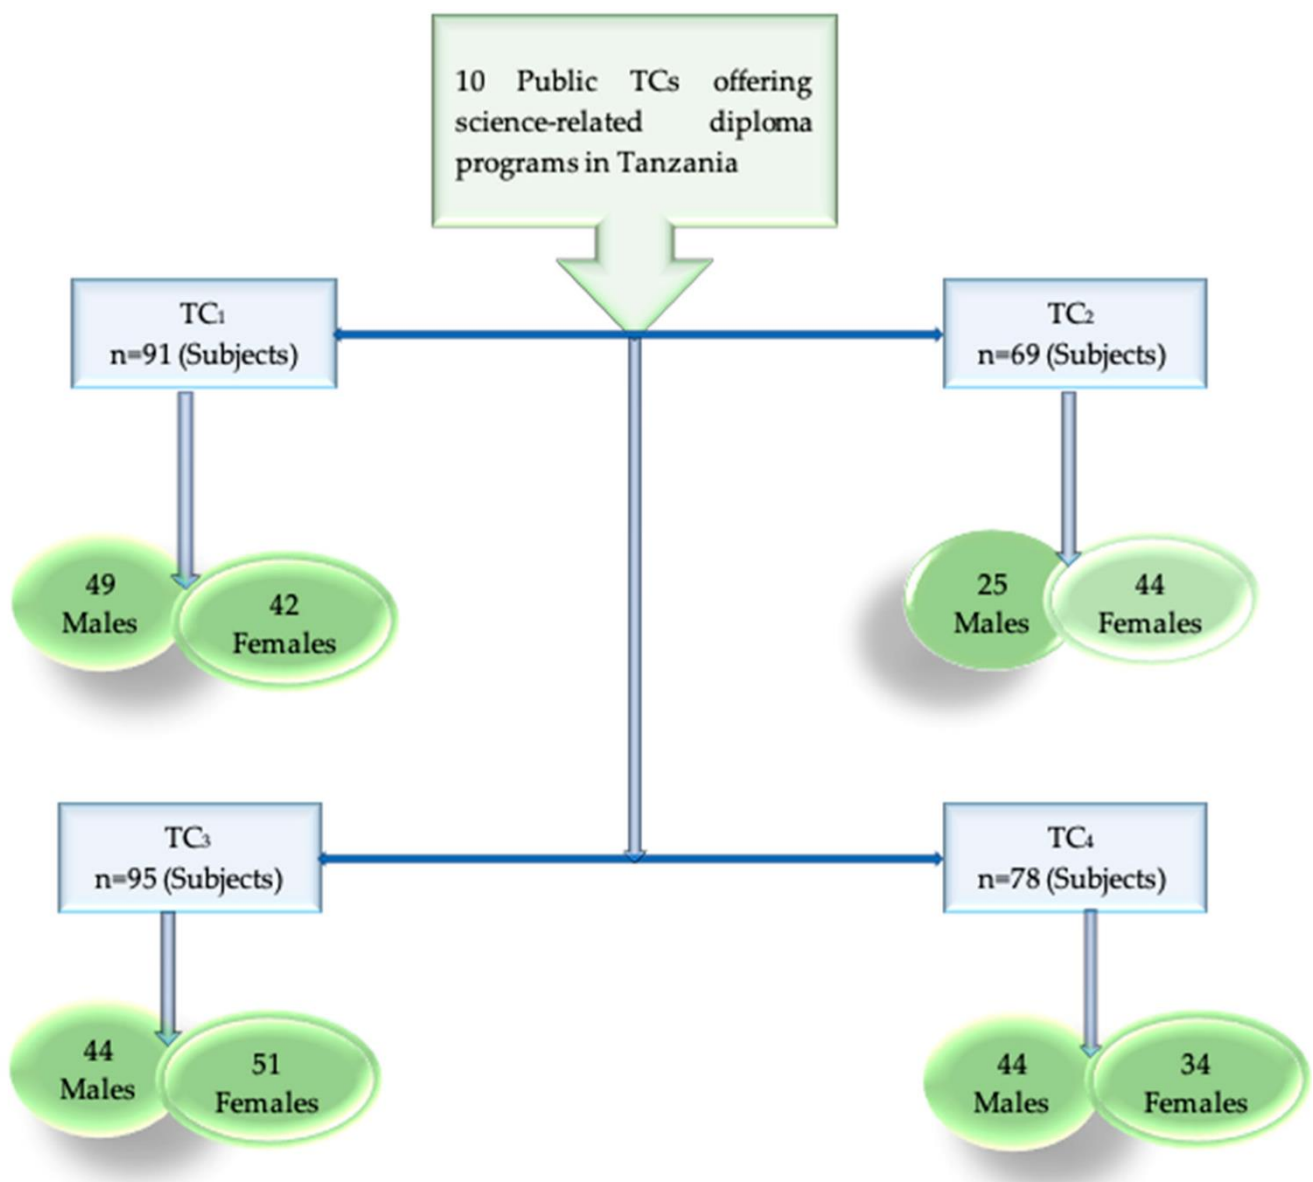 10 Public TCs offering
science-related diploma
programs in Tanzania
TC₁
n=91 (Subjects)
TC₂
n=69 (Subjects)
49
Males
42
Females
25
Males
44
Females
TC₃
n=95 (Subjects)
TC₄
n=78 (Subjects)
44
Males
51
Females
44
Males
34
Females